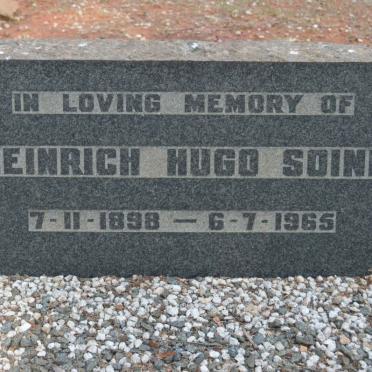 IN LOVING MEMORY OF
EINRICH HUGO SOIN
7-11-1898 — 6-7-1965